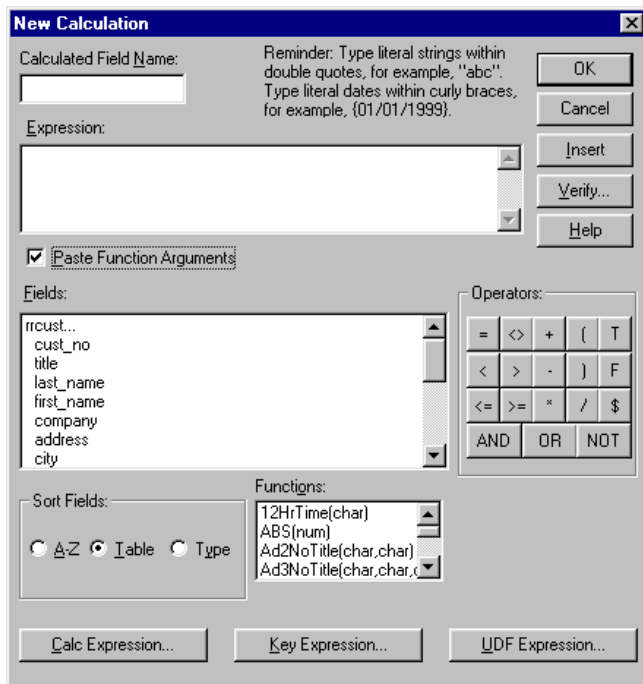 New Calculation
Calculated Field Name:
Reminder: Type literal strings within
double quotes, for example, "abc".
Type literal dates within curly braces,
for example, {01/01/1999}.
OK
Cancel
Insert
Verify...
Help
Expression:
Paste Function Arguments
Fields:
rrcust...
cust_no
title
last_name
first_name
company
address
city
Operators:
= <> + ( T
< > - ) F
<= >= * / $
AND OR NOT
Sort Fields:
A-Z Table Type
Functions:
12HrTime(char)
ABS(num)
Ad2NoTitle(char,char)
Ad3NoTitle(char,char,
Calc Expression... Key Expression... UDF Expression...